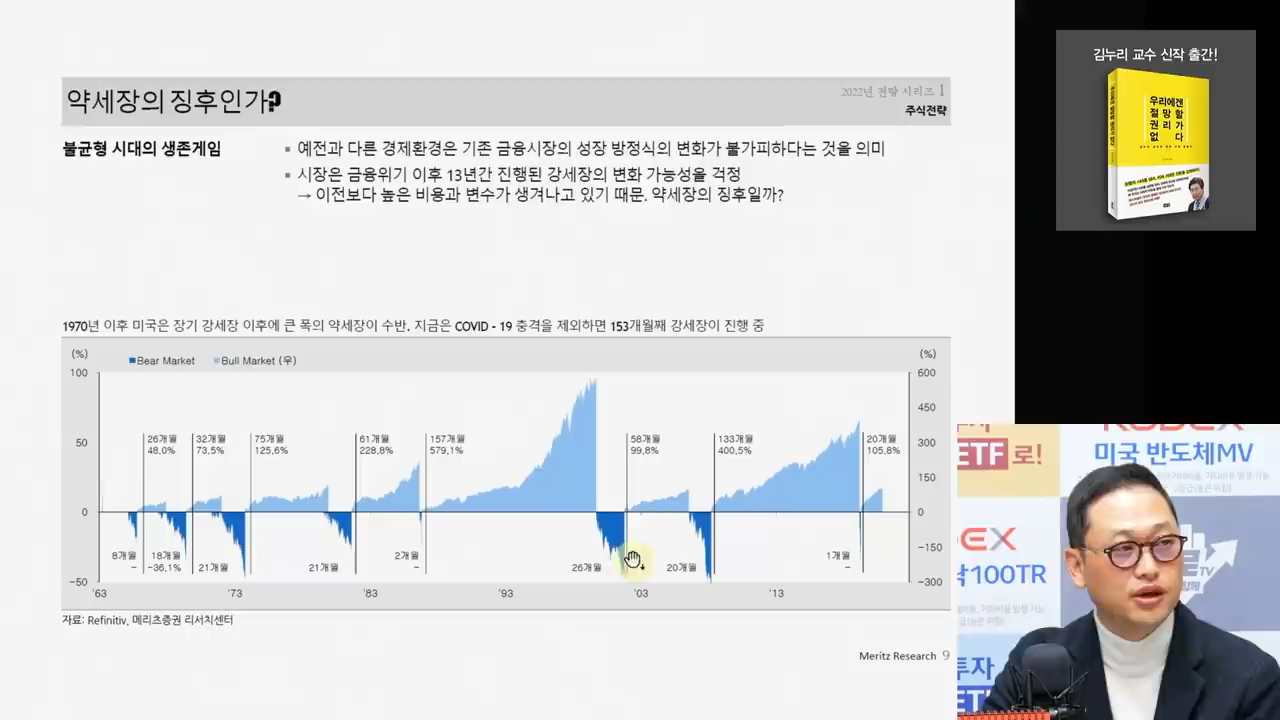 약세장의 징후인가?
2022년 전망 시리즈 1
주식전략
불균형 시대의 생존게임
▪ 예전과 다른 경제환경은 기존 금융시장의 성장 방정식의 변화가 불가피하다는 것을 의미
▪ 시장은 금융위기 이후 13년간 진행된 강세장의 변화 가능성을 걱정
→ 이전보다 높은 비용과 변수가 생겨나고 있기 때문. 약세장의 징후일까?
1970년 이후 미국은 장기 강세장 이후에 큰 폭의 약세장이 수반. 지금은 COVID - 19 충격을 제외하면 153개월째 강세장이 진행 중
(%)
Bear Market
Bull Market (우)
(%)
100
50
0
-50
600
450
300
150
0
-150
-300
26개월
48.0%
32개월
73.5%
75개월
125.6%
61개월
228.8%
157개월
579.1%
58개월
99.8%
133개월
400.5%
20개월
105.8%
8개월
-
18개월
-36.1%
21개월
21개월
2개월
-
26개월
20개월
1개월
-
'63
'73
'83
'93
'03
'13
자료: Refinitiv, 메리츠증권 리서치센터
Meritz Research 9
김누리 교수 신작 출간!
우리에겐
절망할
권리가
없다
투자
ETF로!
KODEX
미국 반도체MV
DEX
100TR
TV
투자
ETF